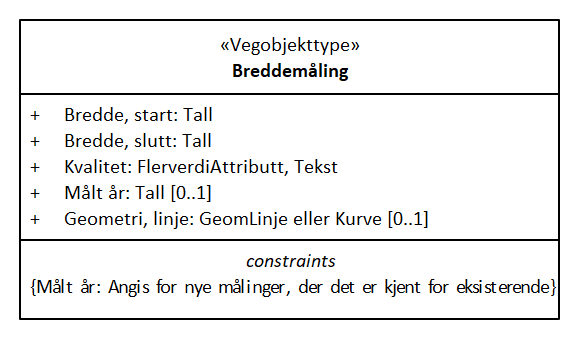 «Vegobjekttype»
Breddemåling
+ Bredde, start: Tall
+ Bredde, slutt: Tall
+ Kvalitet: FlerverdiAttributt, Tekst
+ Målt år: Tall [0..1]
+ Geometri, linje: GeomLinje eller Kurve [0..1]
constraints
{Målt år: Angis for nye målinger, der det er kjent for eksisterende}